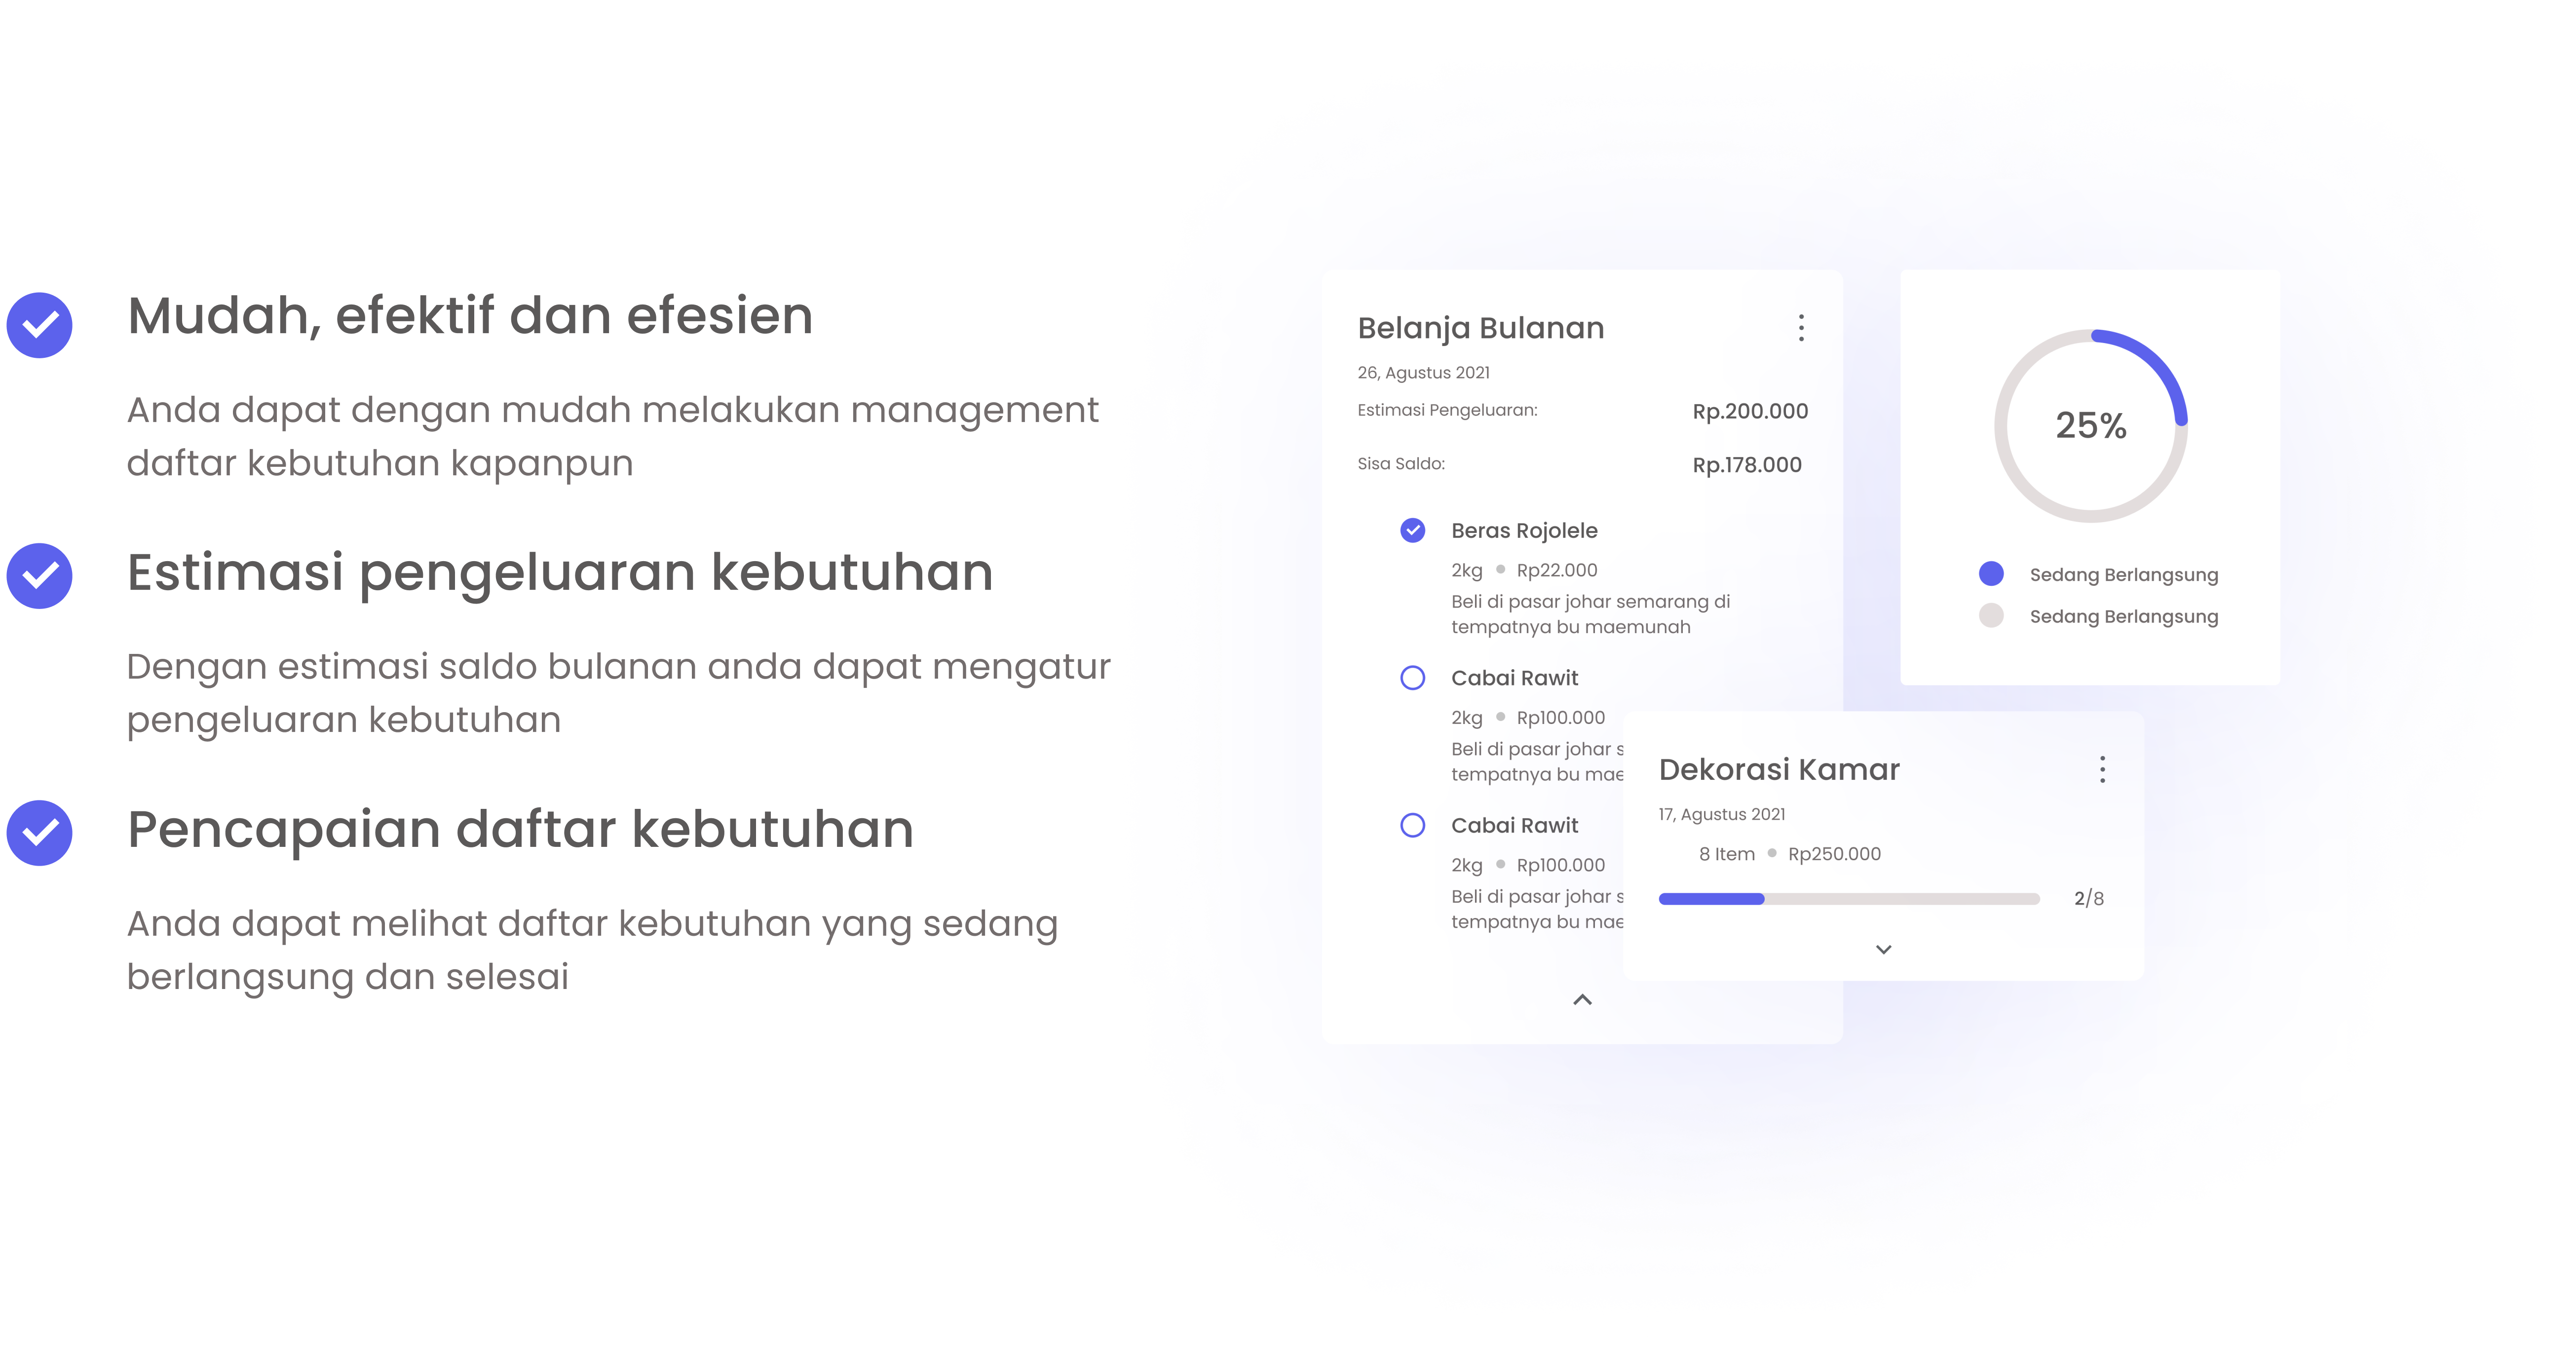 Mudah, efektif dan efesien
Anda dapat dengan mudah melakukan management
daftar kebutuhan kapanpun
Estimasi pengeluaran kebutuhan
Dengan estimasi saldo bulanan anda dapat mengatur
pengeluaran kebutuhan
Pencapaian daftar kebutuhan
Anda dapat melihat daftar kebutuhan yang sedang
berlangsung dan selesai
Belanja Bulanan
26, Agustus 2021
Estimasi Pengeluaran: Rp.200.000
Sisa Saldo: Rp.178.000
Beras Rojolele
2kg Rp22.000
Beli di pasar johar semarang di
tempatnya bu maemunah
Cabai Rawit
2kg Rp100.000
Beli di pasar johar s
tempatnya bu mae
Cabai Rawit
2kg Rp100.000
Beli di pasar johar s
tempatnya bu mae
25%
Sedang Berlangsung
Sedang Berlangsung
Dekorasi Kamar
17, Agustus 2021
8 Item Rp250.000
2/8